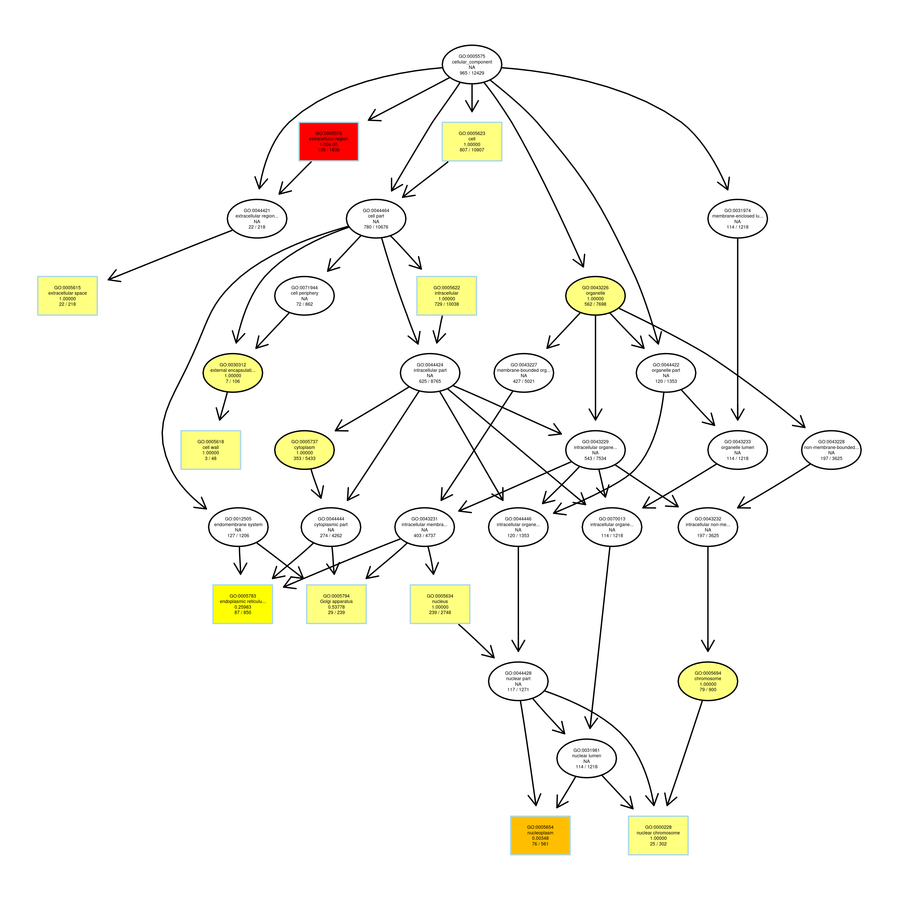 GO:0005575
cellular_component
NA
965 / 12429
extracellular region...
GO:0005623
cell
1.00000
807 / 10807
GO:0044421
extracellular region...
NA
22 / 218
GO:0044464
cell part
NA
780 / 10676
GO:0031974
membrane-enclosed lu...
NA
114 / 1218
GO:0005615
extracellular space
1.00000
22 / 218
GO:0071944
cell periphery
NA
72 / 862
GO:0005622
intracellular
1.00000
729 / 10038
GO:0043226
organelle
1.00000
562 / 7698
GO:0030312
external encapsulati...
1.00000
7 / 106
GO:0044424
intracellular part
NA
625 / 8765
GO:0043227
membrane-bounded org...
NA
427 / 5021
GO:0044422
organelle part
NA
120 / 1353
GO:0005618
cell wall
1.00000
3 / 48
GO:0005737
cytoplasm
1.00000
353 / 5433
GO:0043229
intracellular organe...
NA
543 / 7534
GO:0043233
organelle lumen
NA
114 / 1218
GO:0043228
non-membrane-bounded...
NA
197 / 3625
GO:0012505
endomembrane system
NA
127 / 1206
GO:0044444
cytoplasmic part
NA
274 / 4262
GO:0043231
intracellular membra...
NA
403 / 4737
GO:0044446
intracellular organe...
NA
120 / 1353
GO:0070013
intracellular organe...
NA
114 / 1218
GO:0043232
intracellular non-me...
NA
197 / 3625
GO:0005783
endoplasmic reticulu...
0.25983
87 / 850
GO:0005794
Golgi apparatus
0.53778
29 / 239
GO:0005634
nucleus
1.00000
239 / 2748
GO:0044428
nuclear part
NA
117 / 1271
GO:0005694
chromosome
1.00000
79 / 900
GO:0031981
nuclear lumen
NA
114 / 1218
GO:0005654
nucleoplasm
0.00348
76 / 561
GO:0000228
nuclear chromosome
1.00000
25 / 302